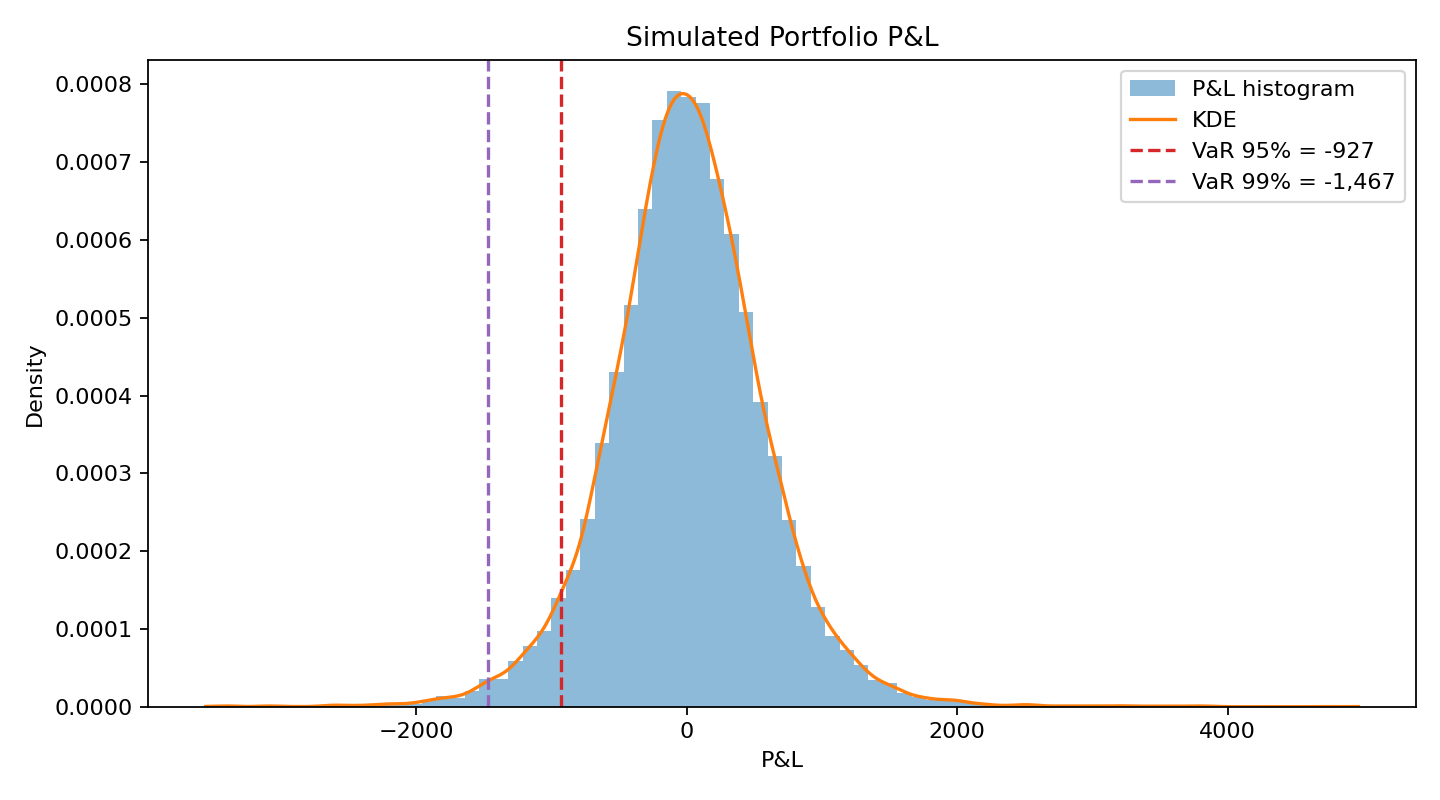 Simulated Portfolio P&L
P&L histogram
KDE
VaR 95% = -927
VaR 99% = -1,467
0.0008
0.0007
0.0006
0.0005
0.0004
0.0003
0.0002
0.0001
0.0000
Density
−2000 0 2000 4000
P&L